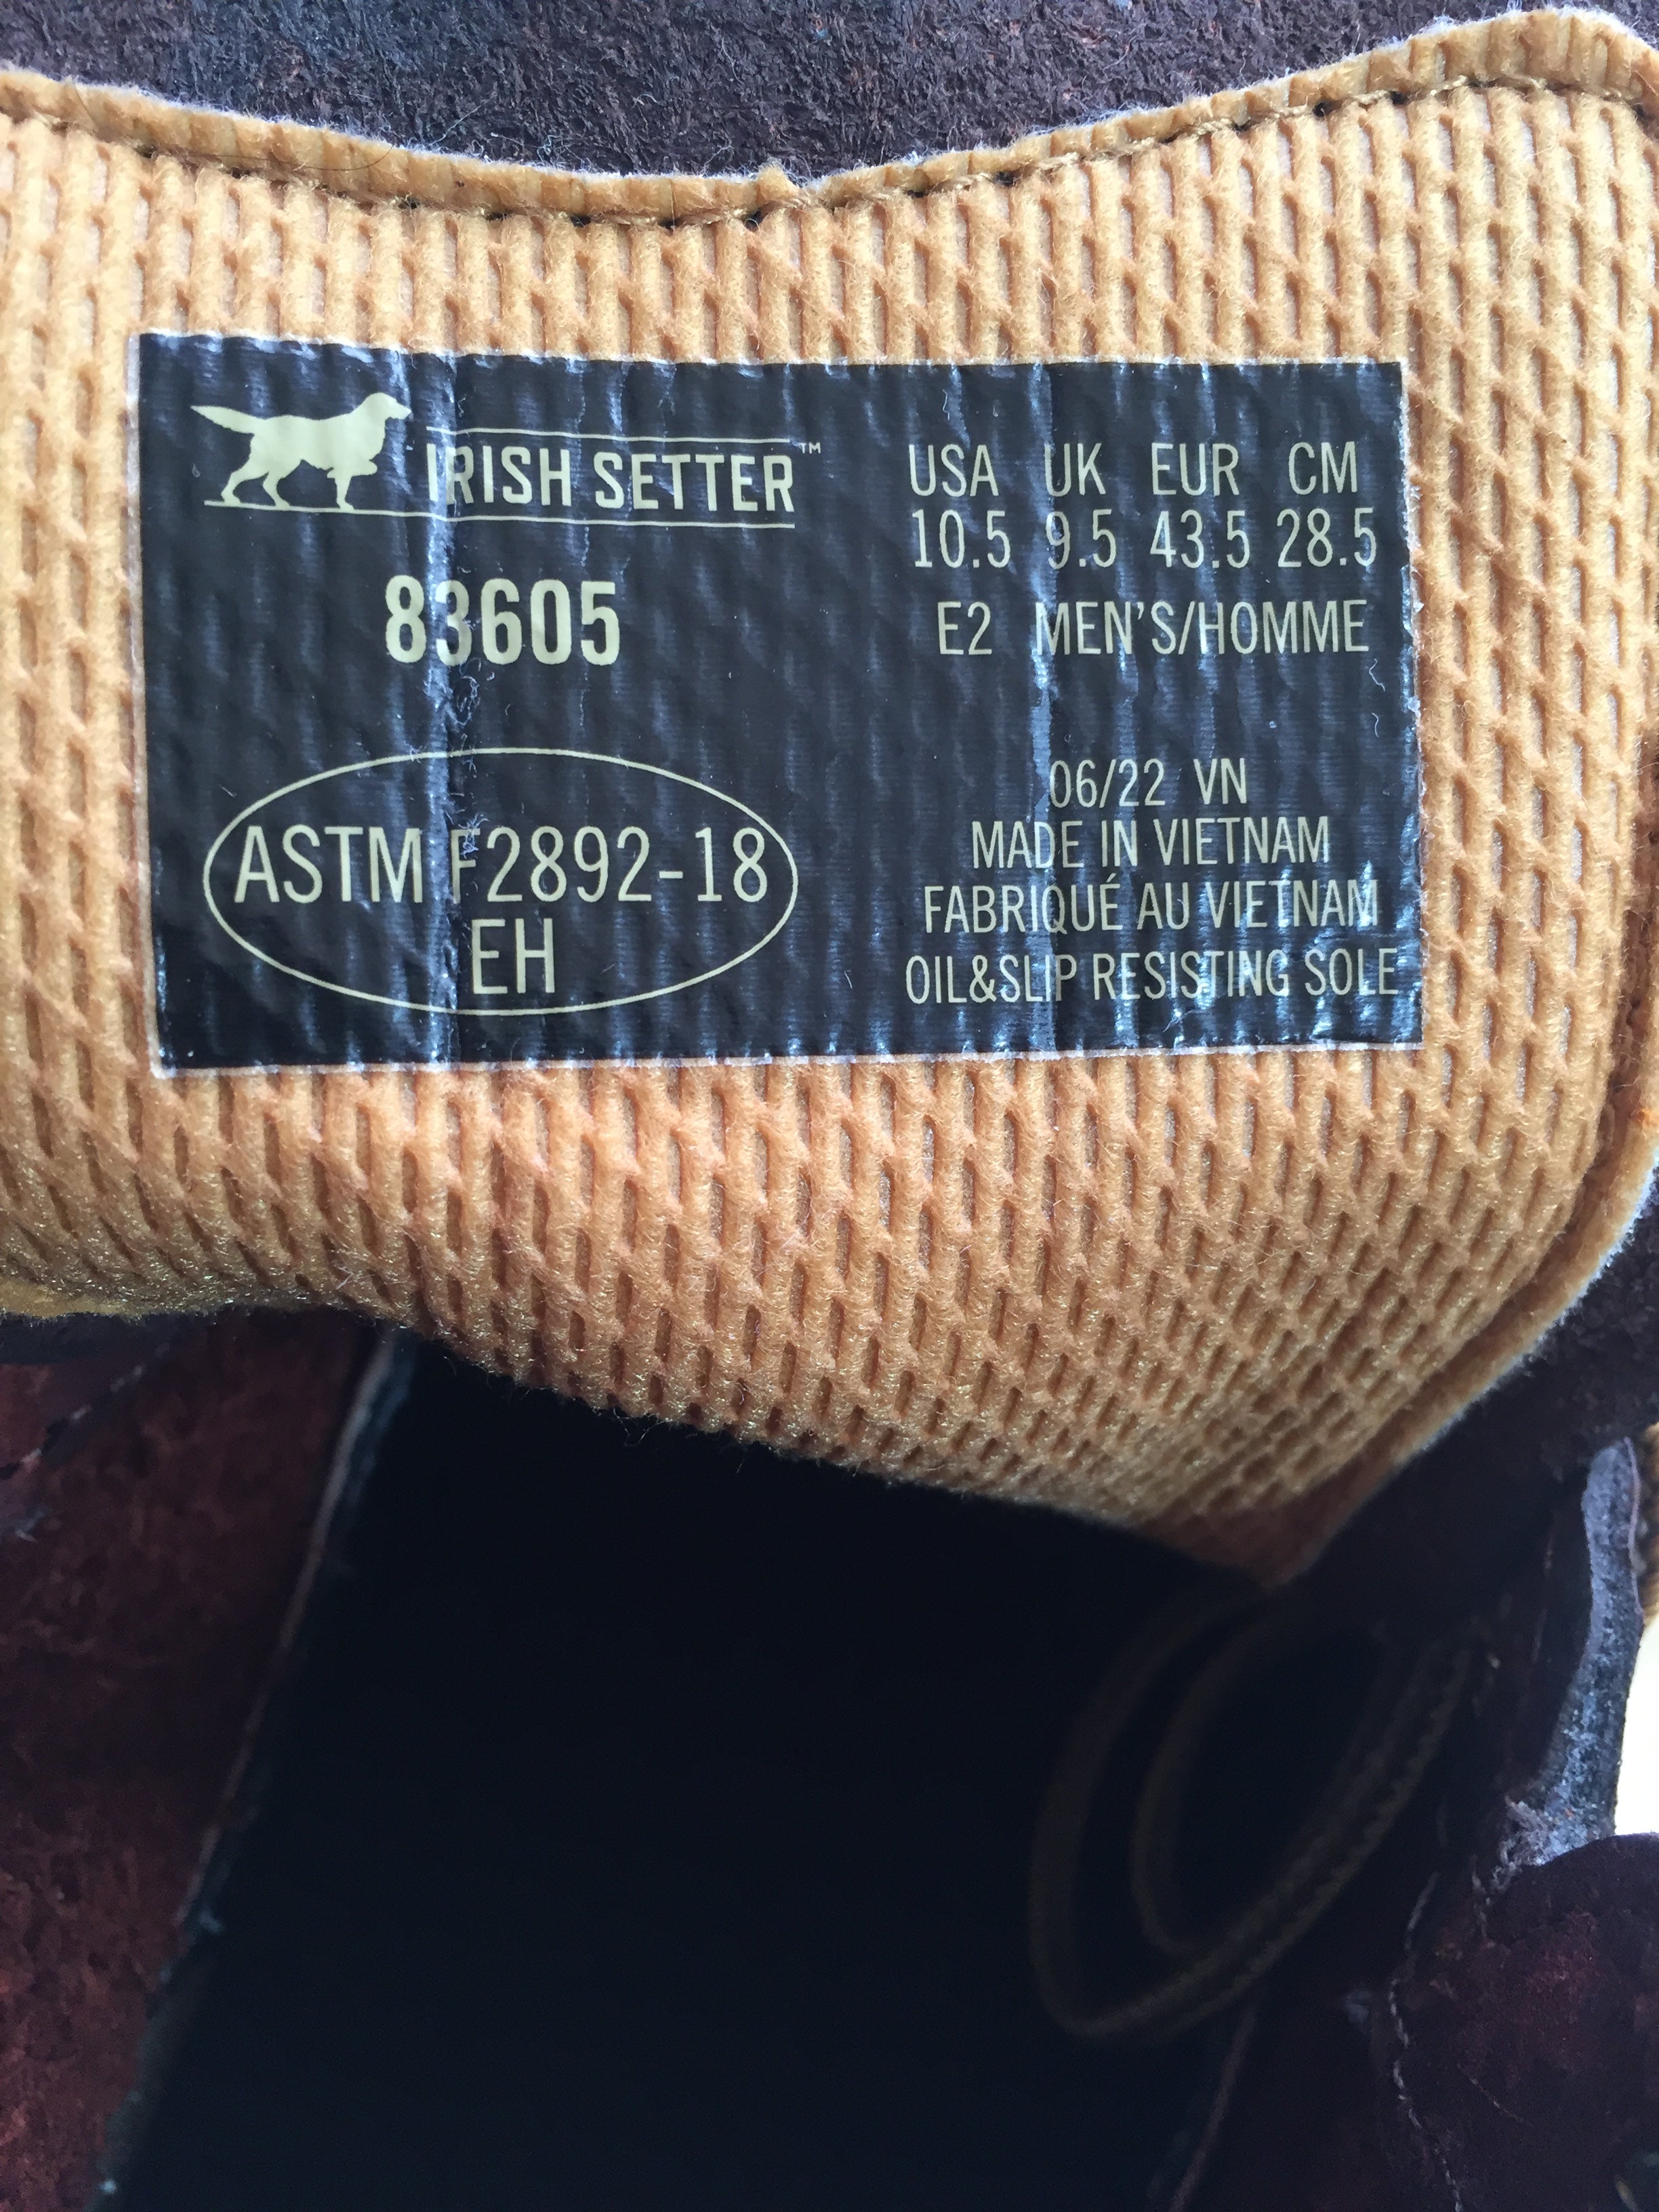 IRISH SETTER™
83605
ASTM F2892-18
EH
USA UK EUR CM
10.5 9.5 43.5 28.5
E2 MEN'S/HOMME
06/22 VN
MADE IN VIETNAM
FABRIQUÉ AU VIETNAM
OIL&SLIP RESISTING SOLE